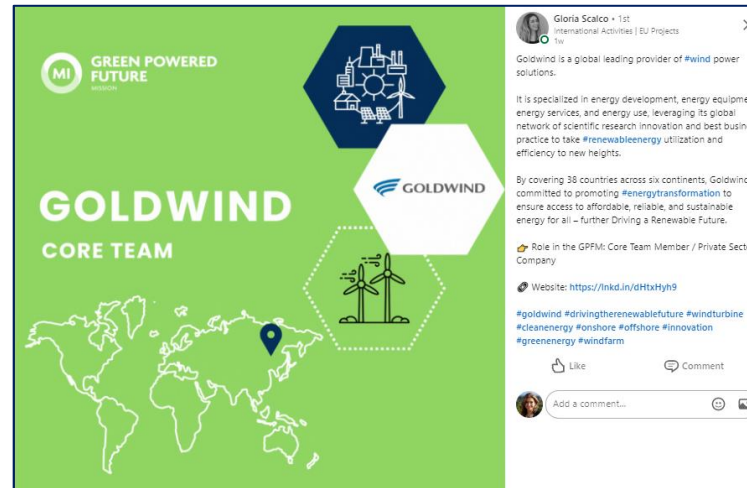 MI
GREEN POWERED
FUTURE
MISSION
GOLDWIND
GOLDWIND
CORE TEAM
Gloria Scalco • 1st
International Activities | EU Projects
1w
Goldwind is a global leading provider of #wind power
solutions.
It is specialized in energy development, energy equipme
energy services, and energy use, leveraging its global
network of scientific research innovation and best busin
practice to take #renewableenergy utilization and
efficiency to new heights.
By covering 38 countries across six continents, Goldwind
committed to promoting #energytransformation to
ensure access to affordable, reliable, and sustainable
energy for all – further Driving a Renewable Future.
👉 Role in the GPFM: Core Team Member / Private Secto
Company
🔗 Website: https://lnkd.in/dHtxHyh9
#goldwind #drivingtherenewablefuture #windturbine
#cleanenergy #onshore #offshore #innovation
#greenenergy #windfarm
Like
Comment
Add a comment...